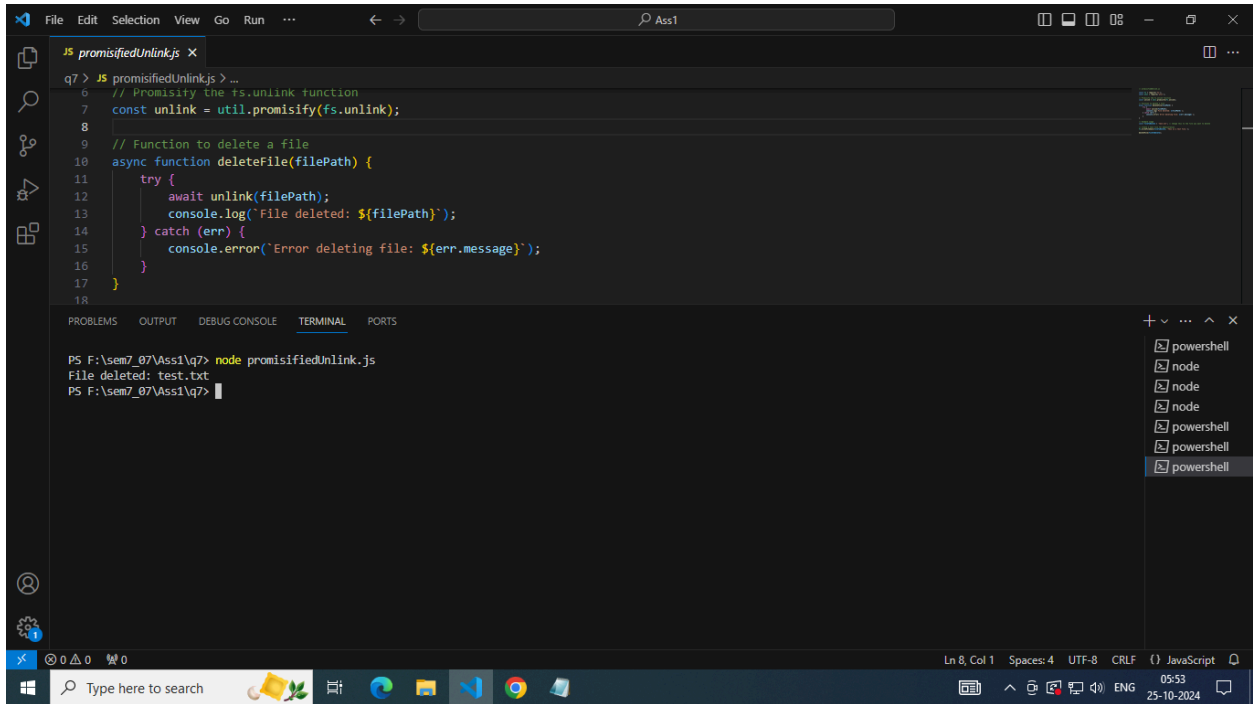 File Edit Selection View Go Run ··· ← → Ass1
JS promisifiedUnlink.js ×
q7 > JS promisifiedUnlink.js > ...
6 // Promisify the fs.unlink function
7 const unlink = util.promisify(fs.unlink);
8
9 // Function to delete a file
10 async function deleteFile(filePath) {
11 try {
12 await unlink(filePath);
13 console.log(`File deleted: ${filePath}`);
14 } catch (err) {
15 console.error(`Error deleting file: ${err.message}`);
16 }
17 }
18
PROBLEMS OUTPUT DEBUG CONSOLE TERMINAL PORTS
PS F:\sem7_07\Ass1\q7> node promisifiedUnlink.js
File deleted: test.txt
PS F:\sem7_07\Ass1\q7>
powershell
node
node
node
powershell
powershell
powershell
1
0 0 0 Ln 8, Col 1 Spaces: 4 UTF-8 CRLF {} JavaScript
Type here to search ENG 05:53
25-10-2024